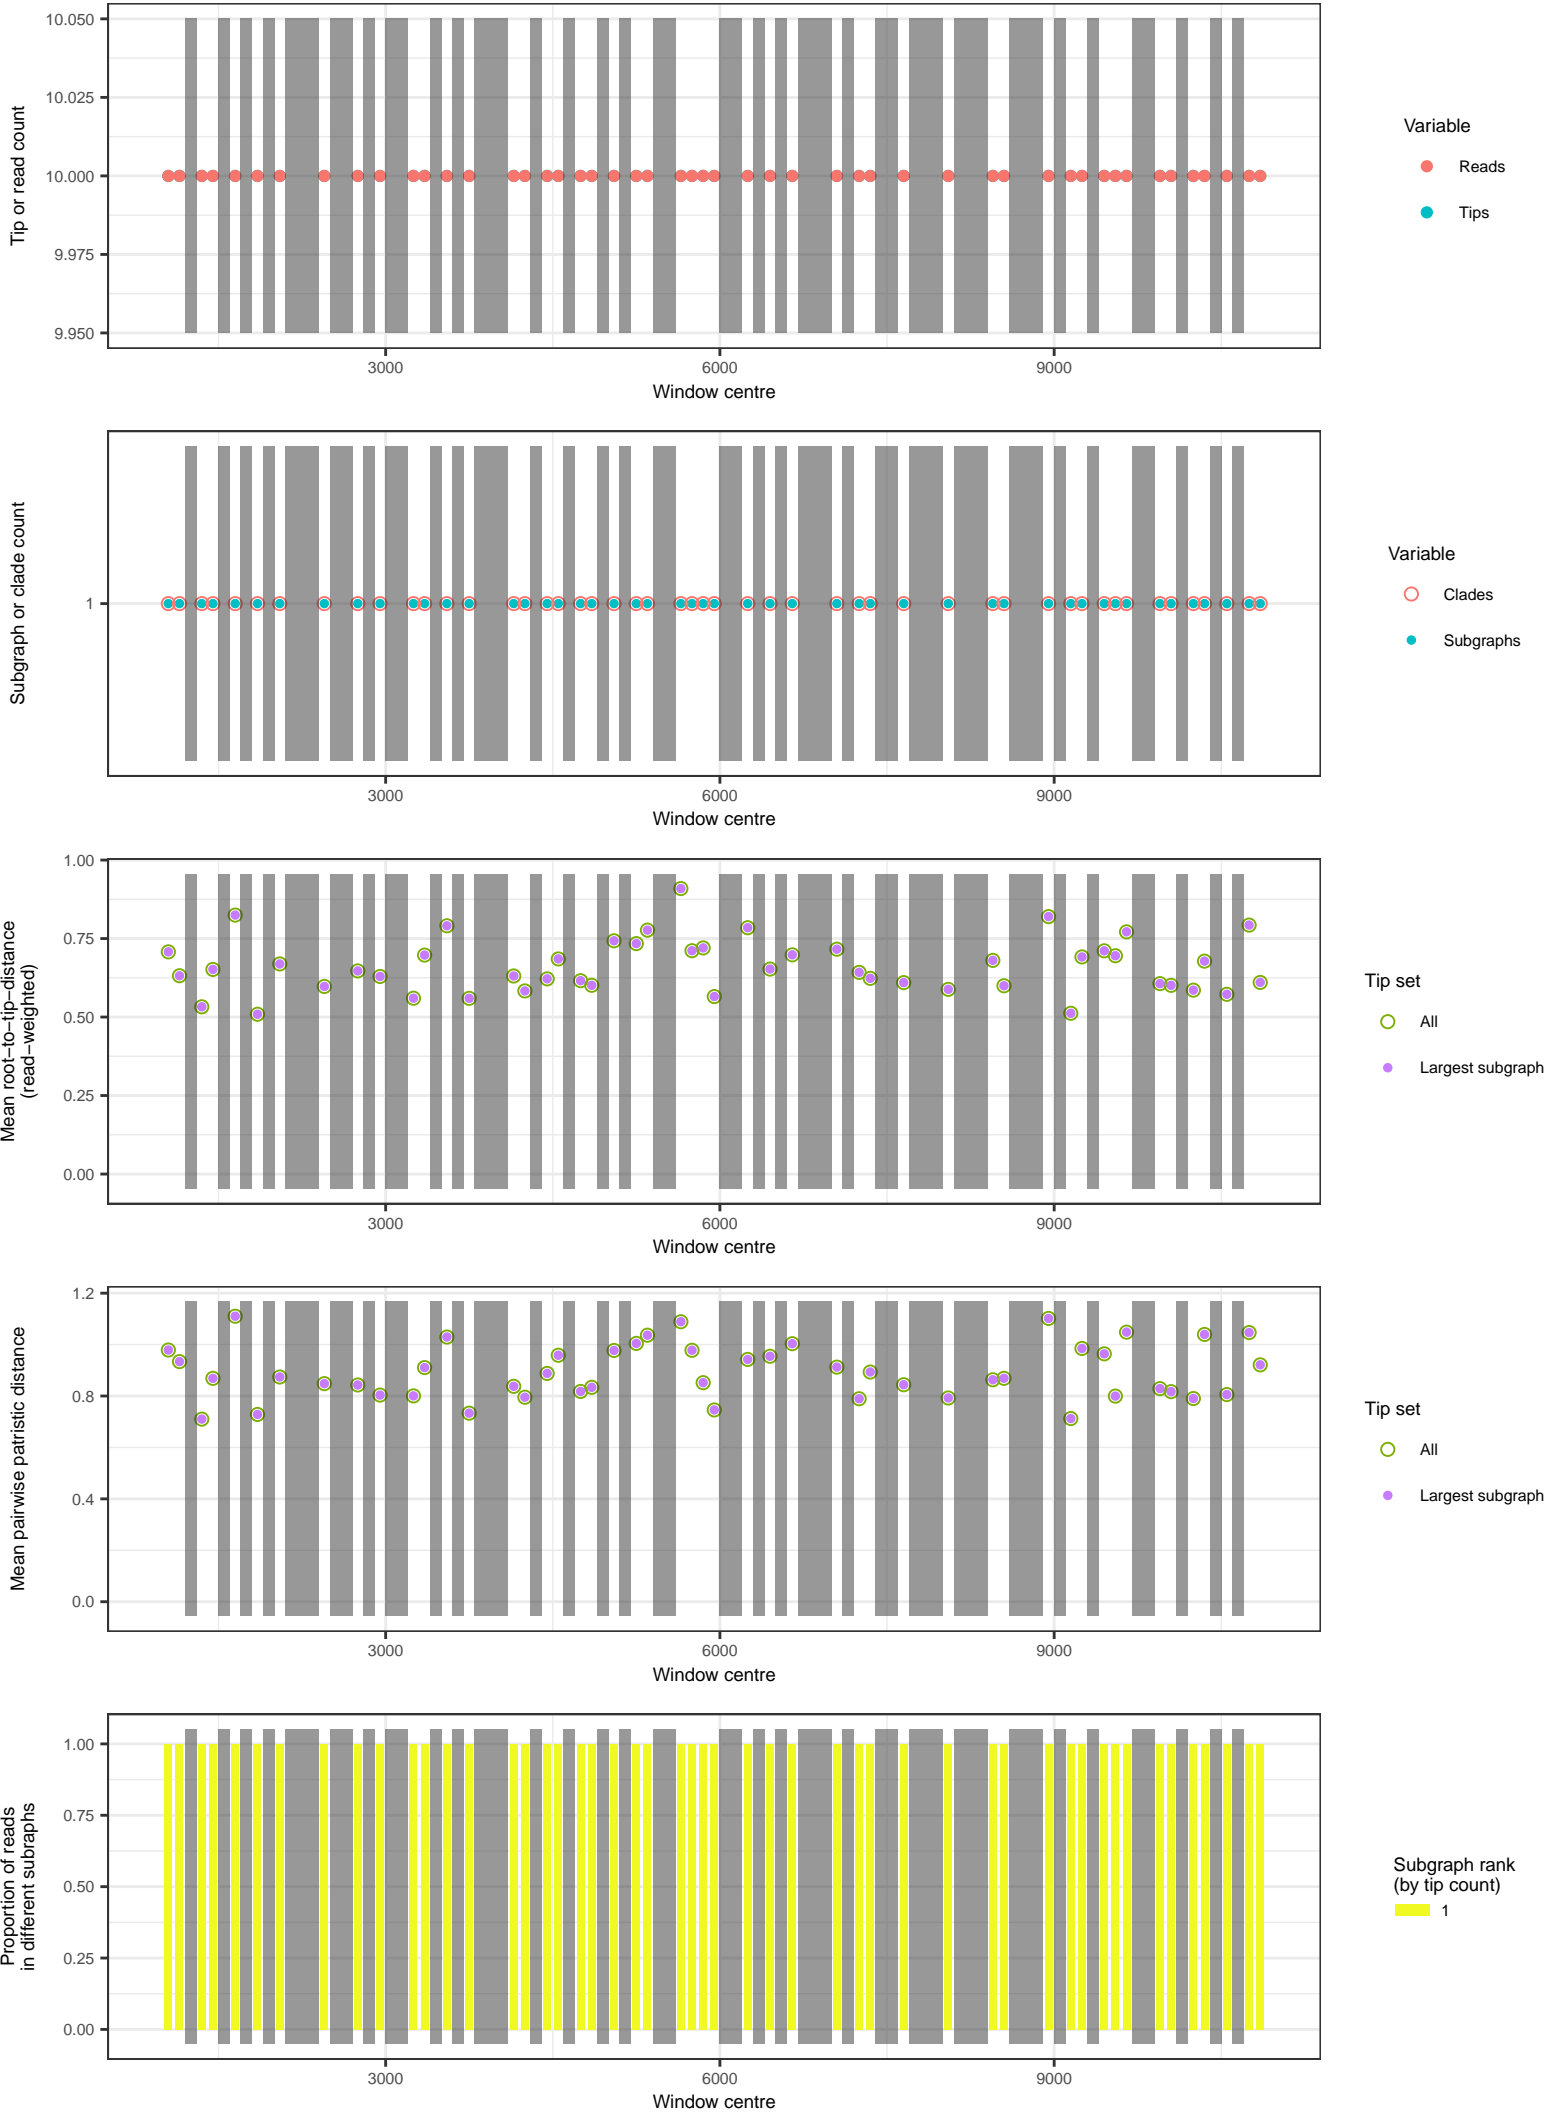 10.050
10.025
10.000
9.975
9.950
Tip or read count
3000
6000
9000
Window centre
Variable
Reads
Tips
1
Subgraph or clade count
3000
6000
9000
Window centre
Variable
Clades
Subgraphs
1.00
0.75
0.50
0.25
0.00
Mean root−to−tip−distance
(read−weighted)
3000
6000
9000
Window centre
Tip set
All
Largest subgraph
1.2
0.8
0.4
0.0
Mean pairwise patristic distance
3000
6000
9000
Window centre
Tip set
All
Largest subgraph
1.00
0.75
0.50
0.25
0.00
Proportion of reads
in different subraphs
3000
6000
9000
Window centre
Subgraph rank
(by tip count)
1